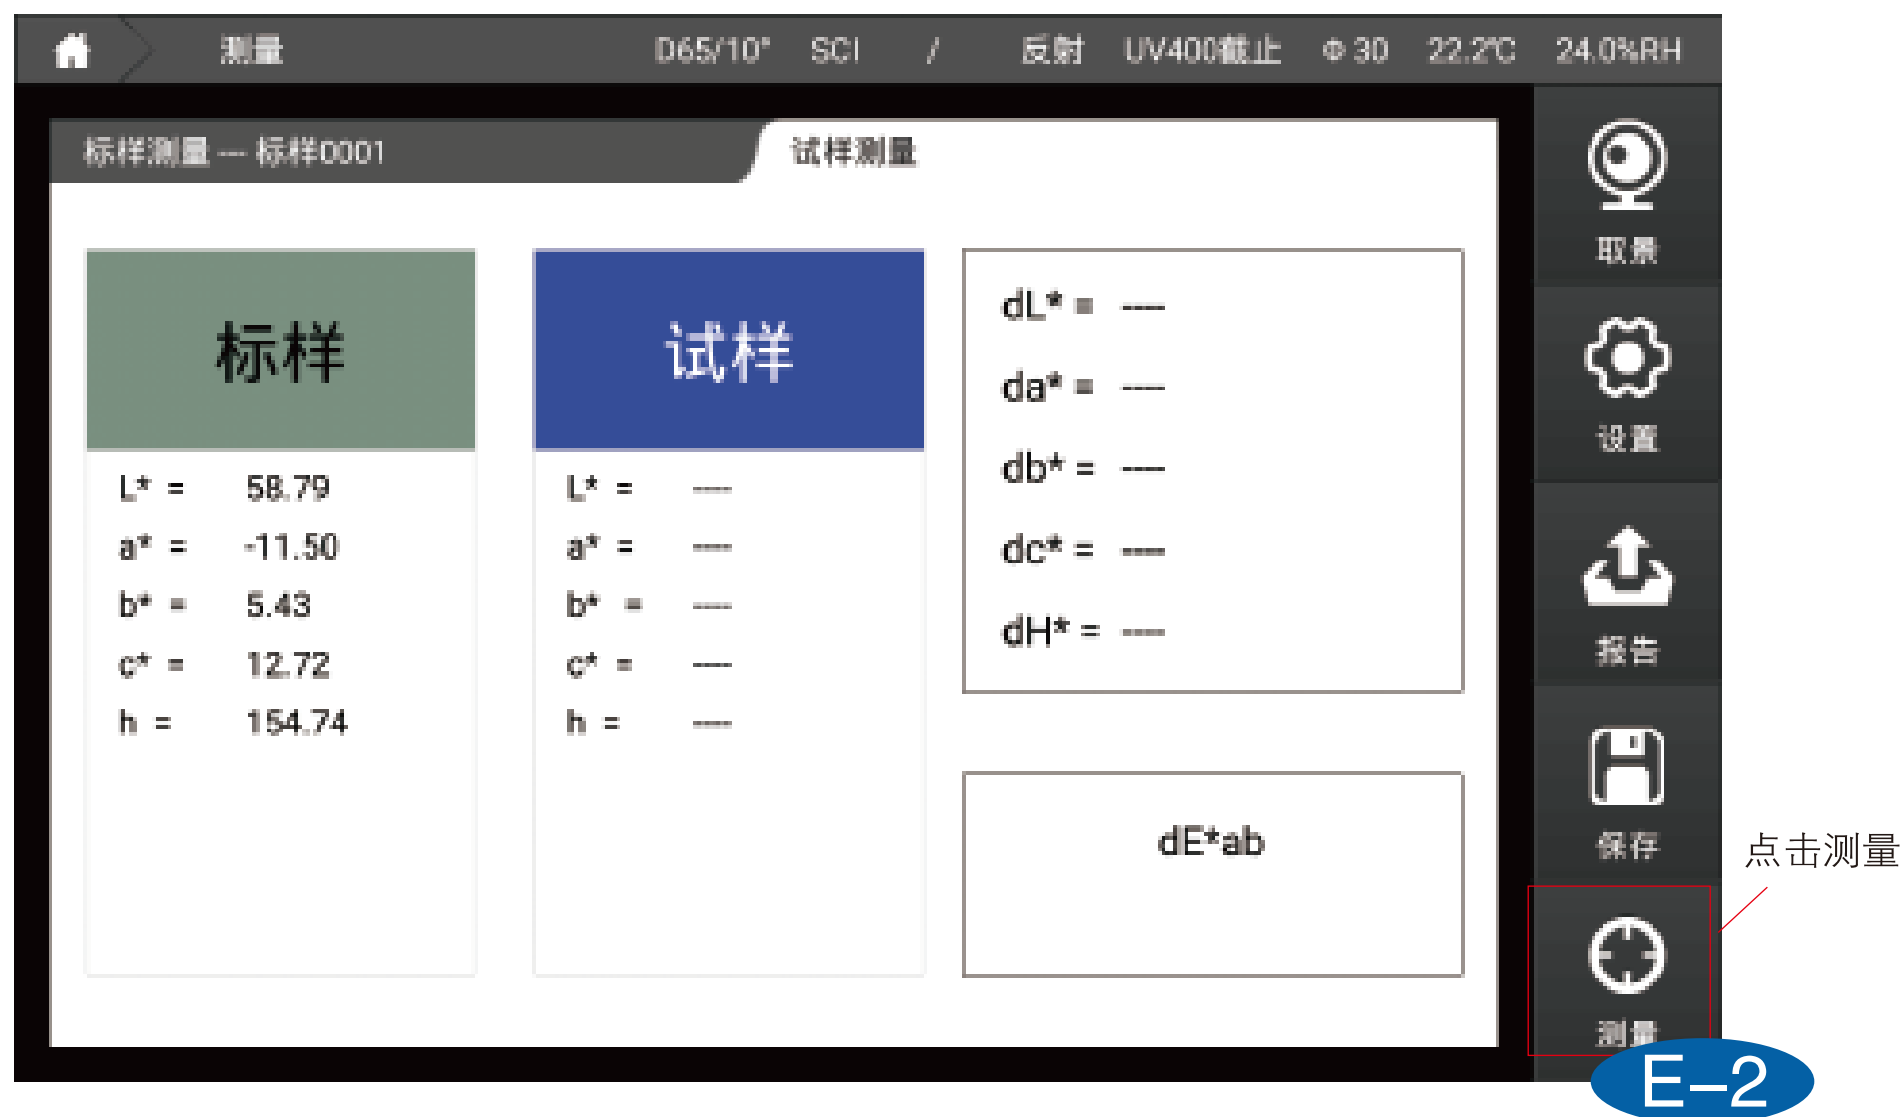 测量 D65/10° SCI / 反射 UV400截止 Φ30 22.2℃ 24.0%RH
标样测量 --- 标样0001
试样测量
标样
L* = 58.79
a* = -11.50
b* = 5.43
c* = 12.72
h = 154.74
试样
L* = ----
a* = ----
b* = ----
c* = ----
h = ----
dL* = ----
da* = ----
db* = ----
dc* = ----
dH* = ----
dE*ab
取景
设置
报告
保存
测量
点击测量
E-2